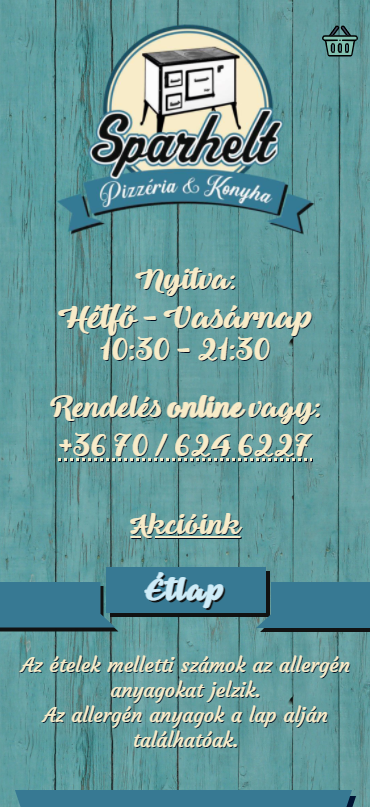 Sparhelt
Pizzéria & Konyha
Nyitva:
Hétfő - Vasárnap
10:30 - 21:30
Rendelés online vagy:
+36 70 / 624 6227
Akcióink
Étlap
Az ételek melletti számok az allergén
anyagokat jelzik.
Az allergén anyagok a lap alján
találhatóak.